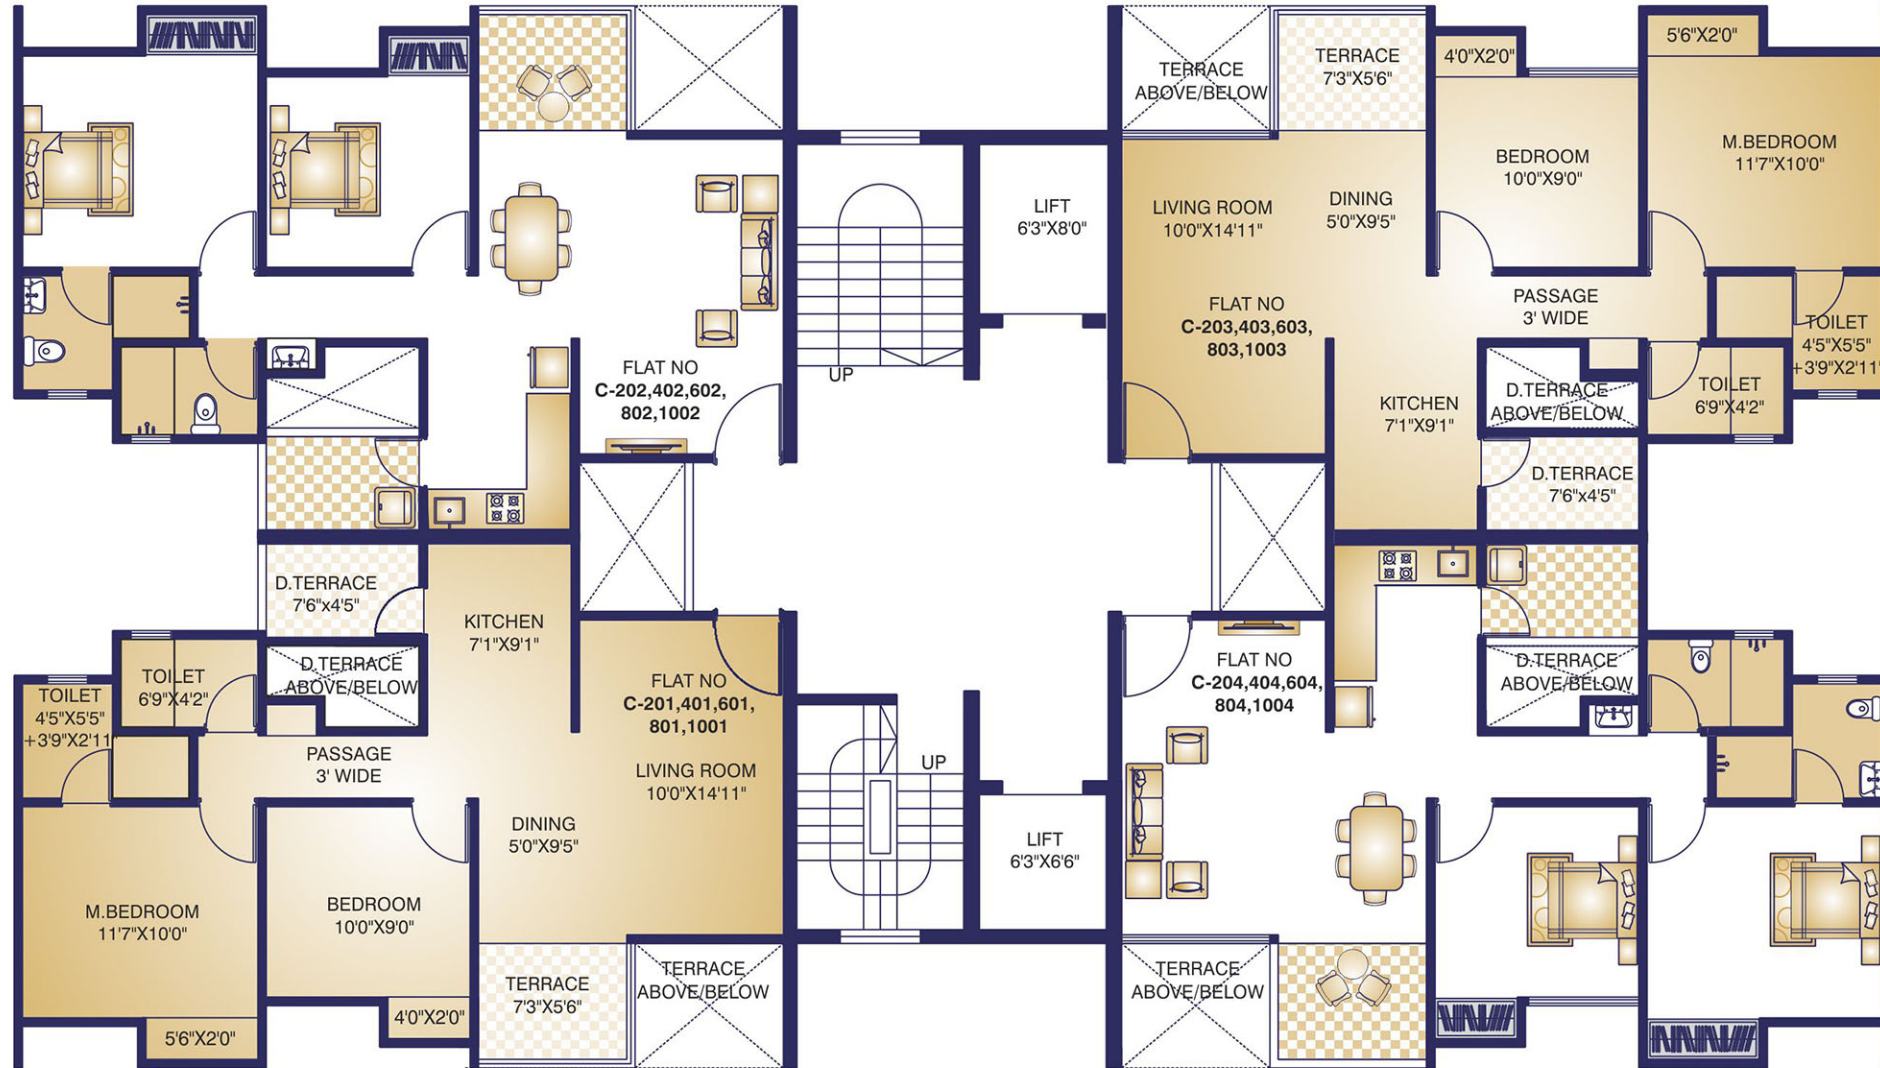 TERRACE
ABOVE/BELOW
TERRACE
7'3"X5'6"
4'0"X2'0"
5'6"X2'0"
BEDROOM
10'0"X9'0"
M.BEDROOM
11'7"X10'0"
LIFT
6'3"X8'0"
LIVING ROOM
10'0"X14'11"
DINING
5'0"X9'5"
FLAT NO
C-203,403,603,
803,1003
PASSAGE
3' WIDE
TOILET
4'5"X5'5"
+3'9"X2'11"
FLAT NO
C-202,402,602,
802,1002
UP
KITCHEN
7'1"X9'1"
D.TERRACE
ABOVE/BELOW
TOILET
6'9"X4'2"
D.TERRACE
7'6"x4'5"
D.TERRACE
7'6"x4'5"
KITCHEN
7'1"X9'1"
TOILET
6'9"X4'2"
D.TERRACE
ABOVE/BELOW
TOILET
4'5"X5'5"
+3'9"X2'11"
FLAT NO
C-201,401,601,
801,1001
FLAT NO
C-204,404,604,
804,1004
D.TERRACE
ABOVE/BELOW
PASSAGE
3' WIDE
LIVING ROOM
10'0"X14'11"
UP
DINING
5'0"X9'5"
LIFT
6'3"X6'6"
M.BEDROOM
11'7"X10'0"
BEDROOM
10'0"X9'0"
TERRACE
7'3"X5'6"
TERRACE
ABOVE/BELOW
TERRACE
ABOVE/BELOW
4'0"X2'0"
5'6"X2'0"